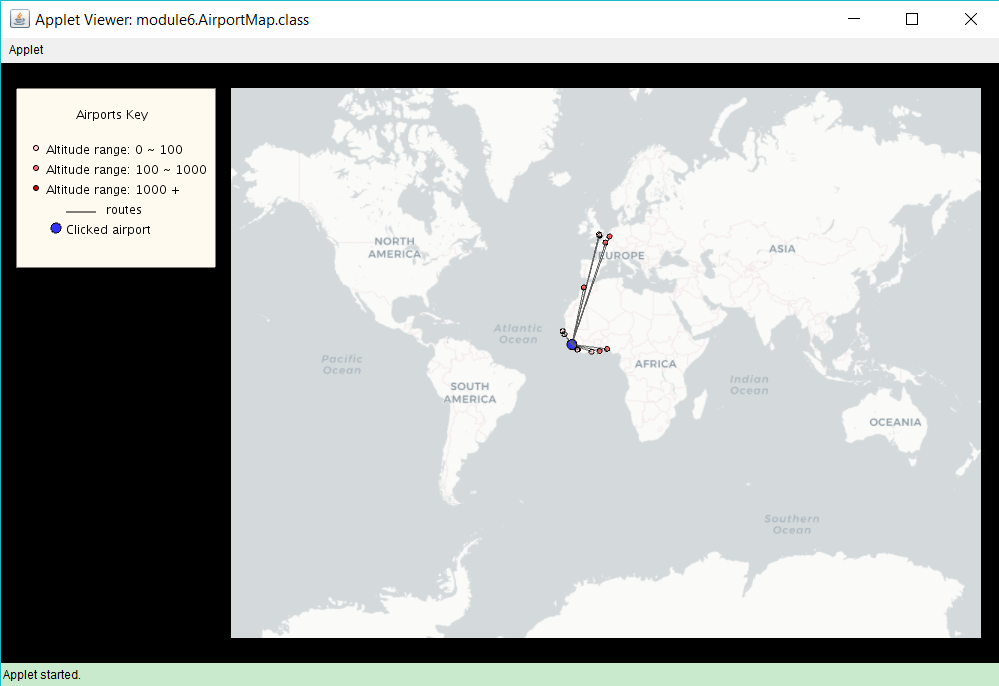 Applet Viewer: module6.AirportMap.class
Applet
Airports Key
Altitude range: 0 ~ 100
Altitude range: 100 ~ 1000
Altitude range: 1000 +
routes
Clicked airport
NORTH
AMERICA
EUROPE
ASIA
Atlantic
Ocean
Pacific
Ocean
AFRICA
SOUTH
AMERICA
Indian
Ocean
OCEANIA
Southern
Ocean
Applet started.